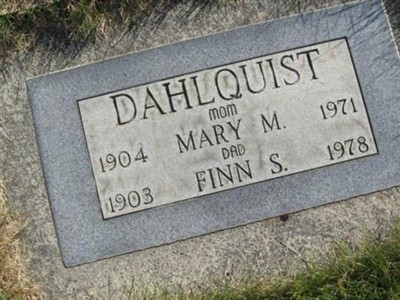 DAHLQUIST
MOM
1904 MARY M. 1971
DAD
1903 FINN S. 1978